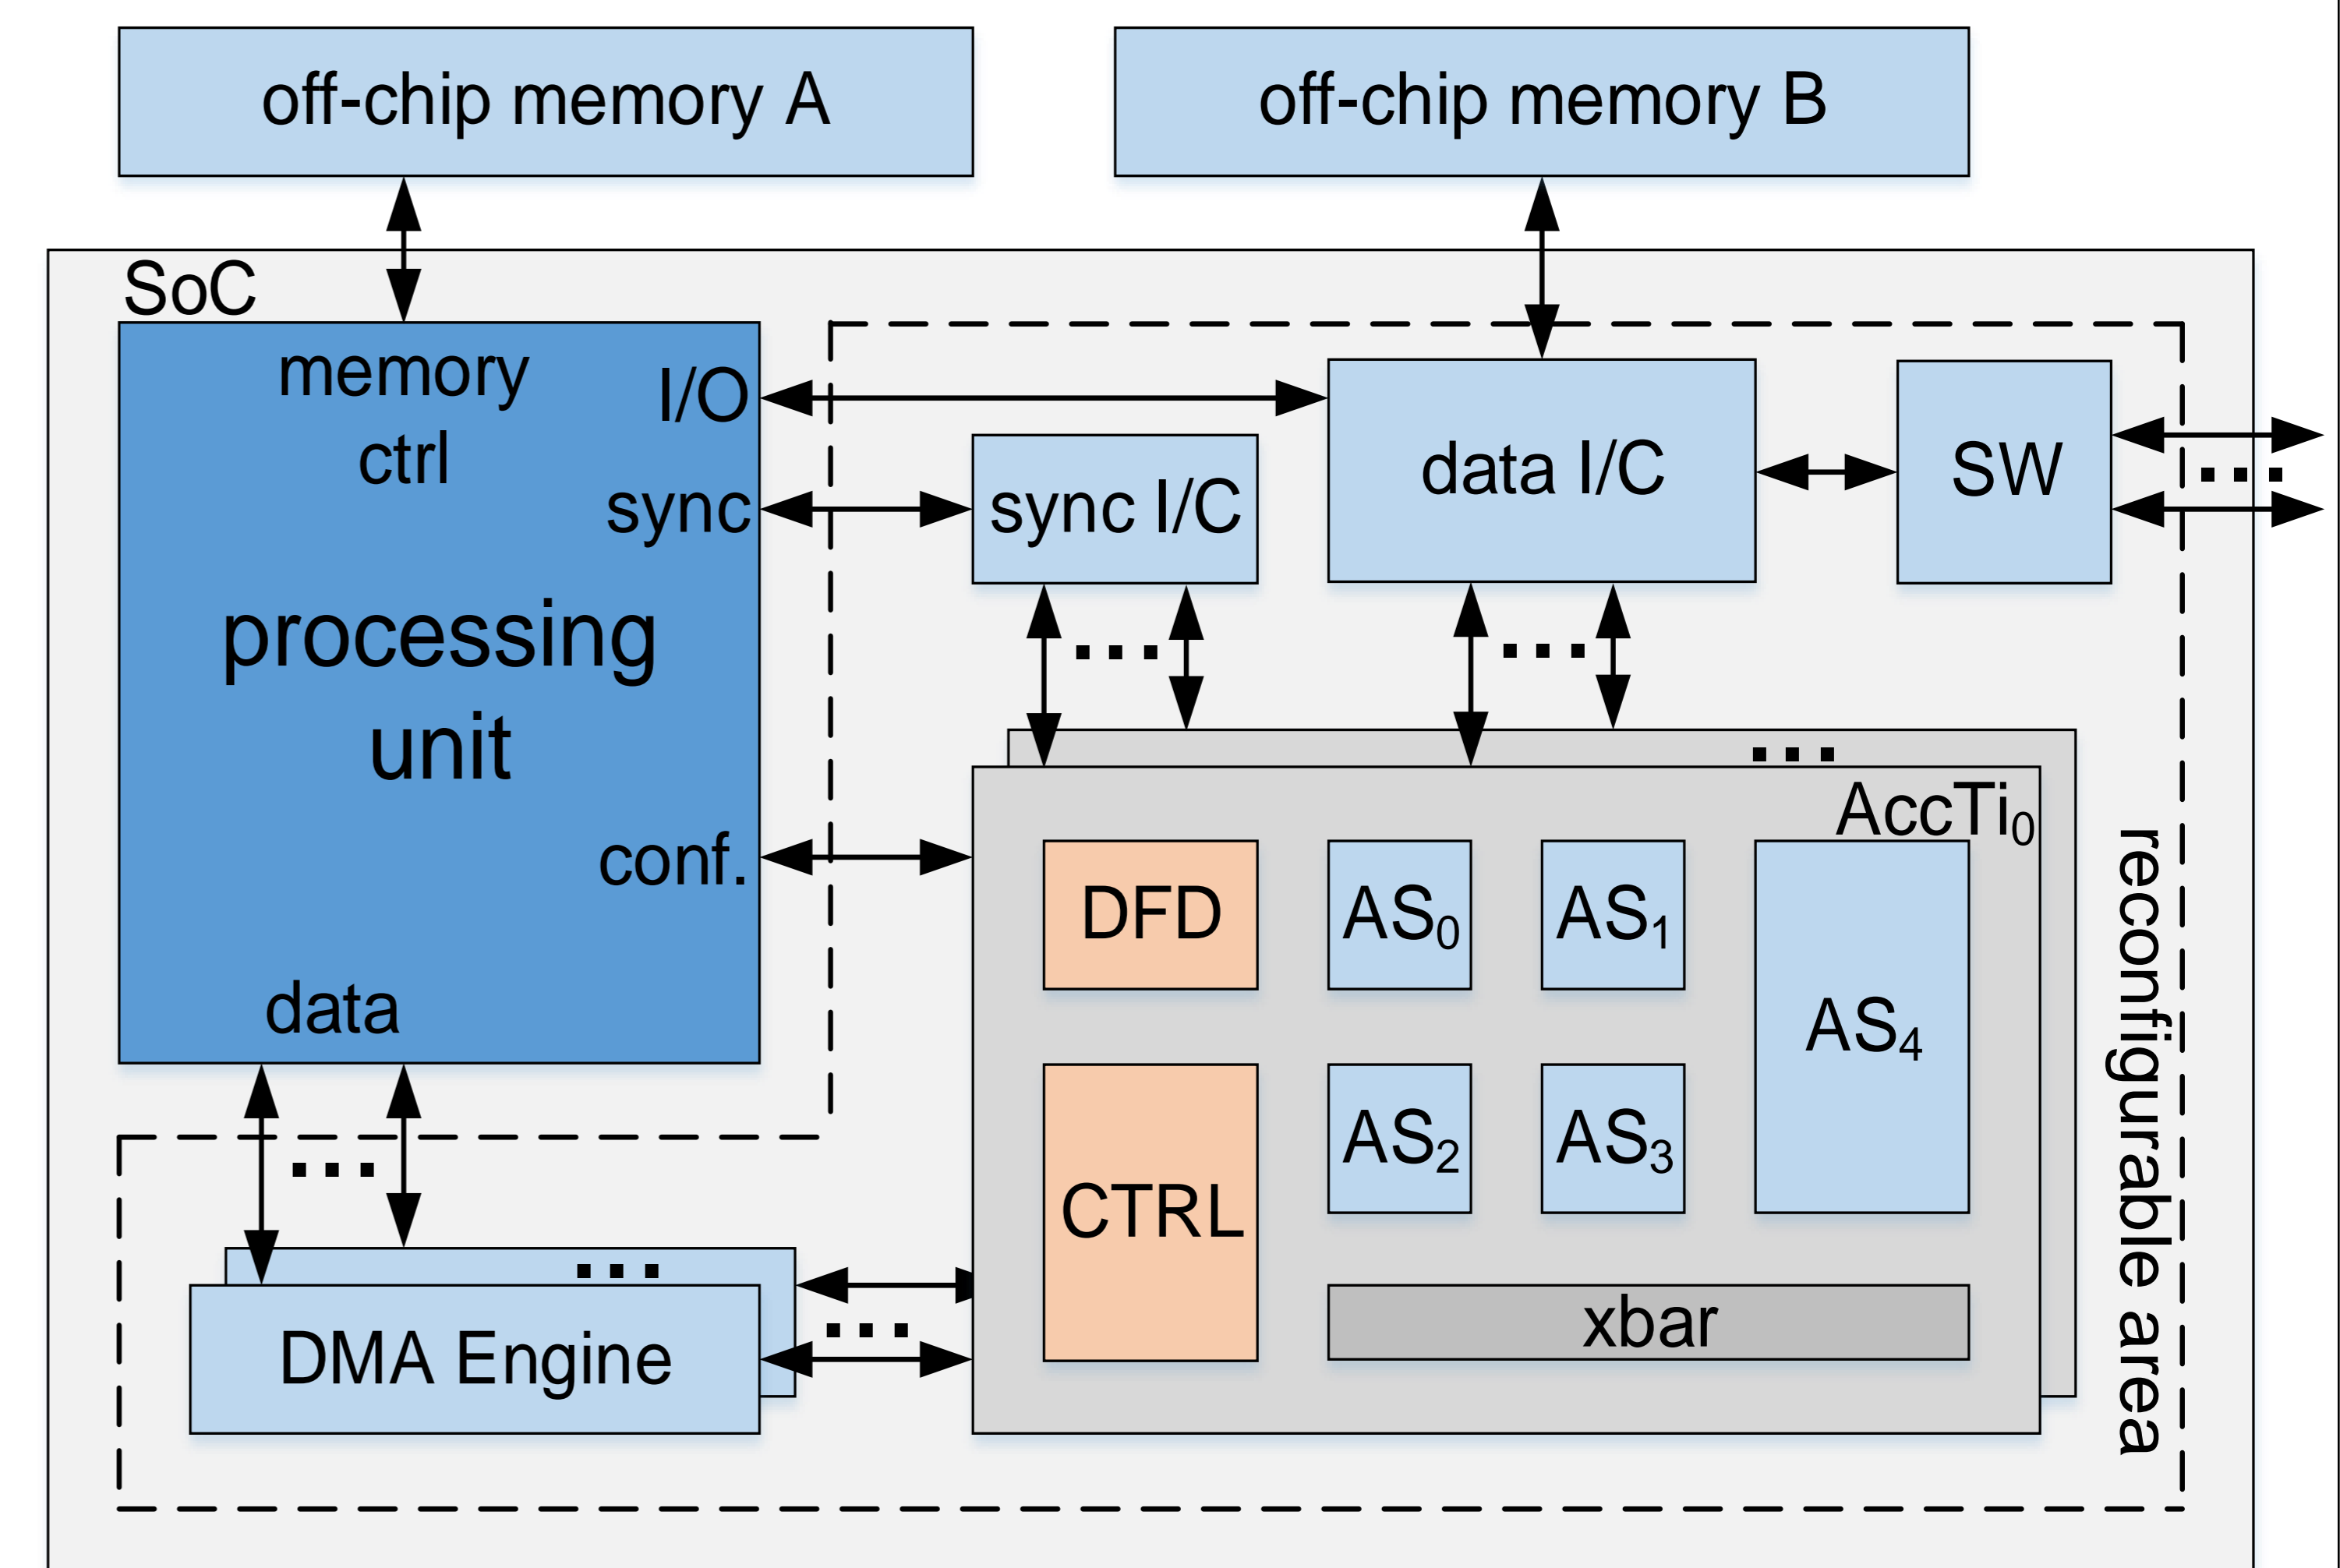 off-chip memory A
off-chip memory B
SoC
memory
ctrl
I/O
sync
processing
unit
conf.
data
sync I/C
data I/C
SW
...
...
...
...
AccTi₀
DFD
AS₀
AS₁
AS₄
CTRL
AS₂
AS₃
xbar
reconfigurable area
...
...
DMA Engine
...